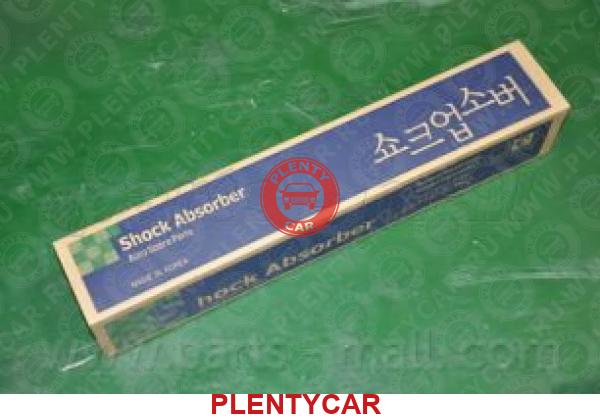 쇼크업소버
Shock Absorber
Auto Spare Parts
MADE IN KOREA
hock Absorber
PLENTY
CAR
www.parts-mall.com
PLENTYCAR